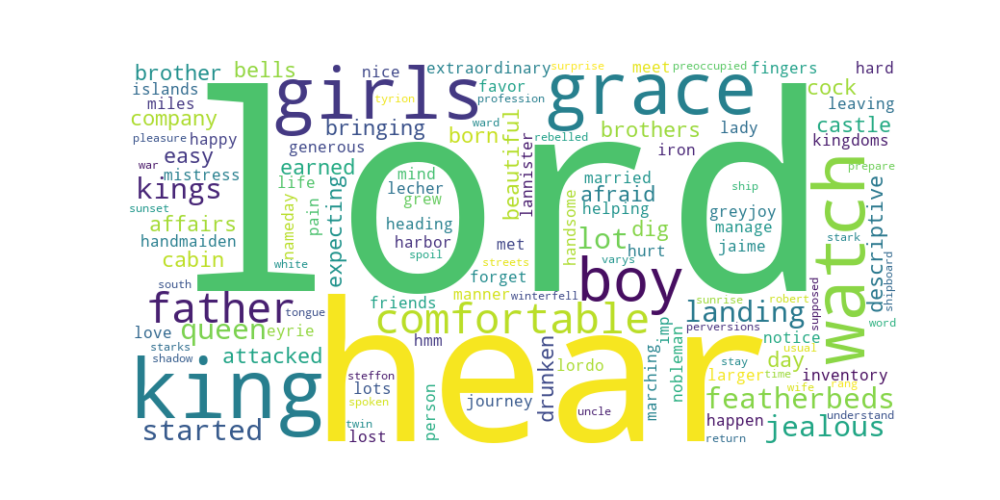 brother bells nice extraordinary surprise meet preoccupied fingers hard
islands girls tyrion favor profession grace cock
miles leaving
company bringing born ward rebelled brothers lady castle
pleasure happy generous iron kingdoms
war easy earned mind beautiful lannister married afraid prepare
mistress life lecher helping ship
kings nameday pain grew handsome greyjoy watch descriptive
sunset lord
affairs expecting heading lot dig manage stark
handmaiden harbor met hurt jaime
cabin spoil streets varys
white forget boy shipboard
south manner winterfell sunrise robert supposed
father tongue friends landing word
queen eyrie comfortable imp perversions notice
love hmm
starks attacked marching stay usual day
shadow lordo nobleman larger time inventory
king steffon drunken wife rang
lots hear journey uncle featherbeds
spoken person happen understand
started twin jealous
lost return